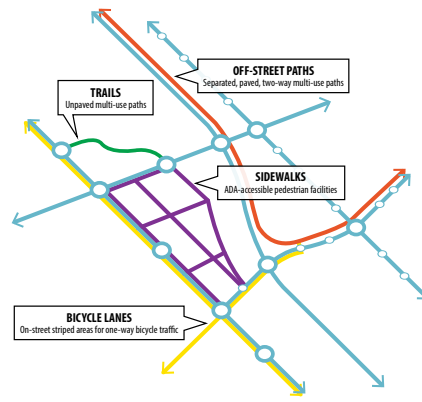 OFF-STREET PATHS
Separated, paved, two-way multi-use paths
TRAILS
Unpaved multi-use paths
SIDEWALKS
ADA-accessible pedestrian facilities
BICYCLE LANES
On-street striped areas for one-way bicycle traffic